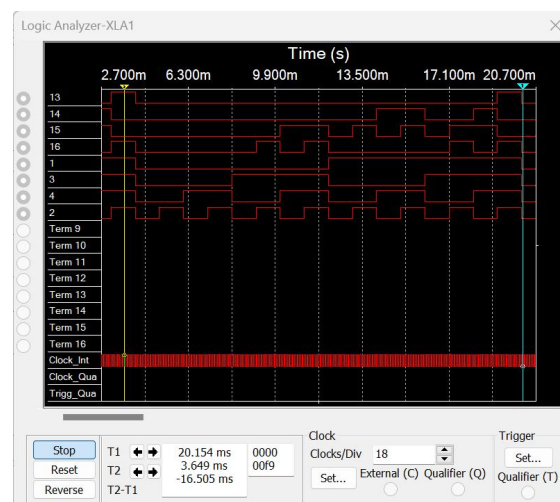 Logic Analyzer-XLA1
Time (s)
2.700m 6.300m 9.900m 13.500m 17.100m 20.700m
13
14
15
16
1
3
4
2
Term 9
Term 10
Term 11
Term 12
Term 13
Term 14
Term 15
Term 16
Clock_Int
Clock_Qua
Trigg_Qua
Stop
Reset
Reverse
T1
T2
T2-T1
20.154 ms
3.649 ms
-16.505 ms
0000
00f9
Clock
Clocks/Div 18
Set...
External (C) Qualifier (Q)
Trigger
Set...
Qualifier (T)